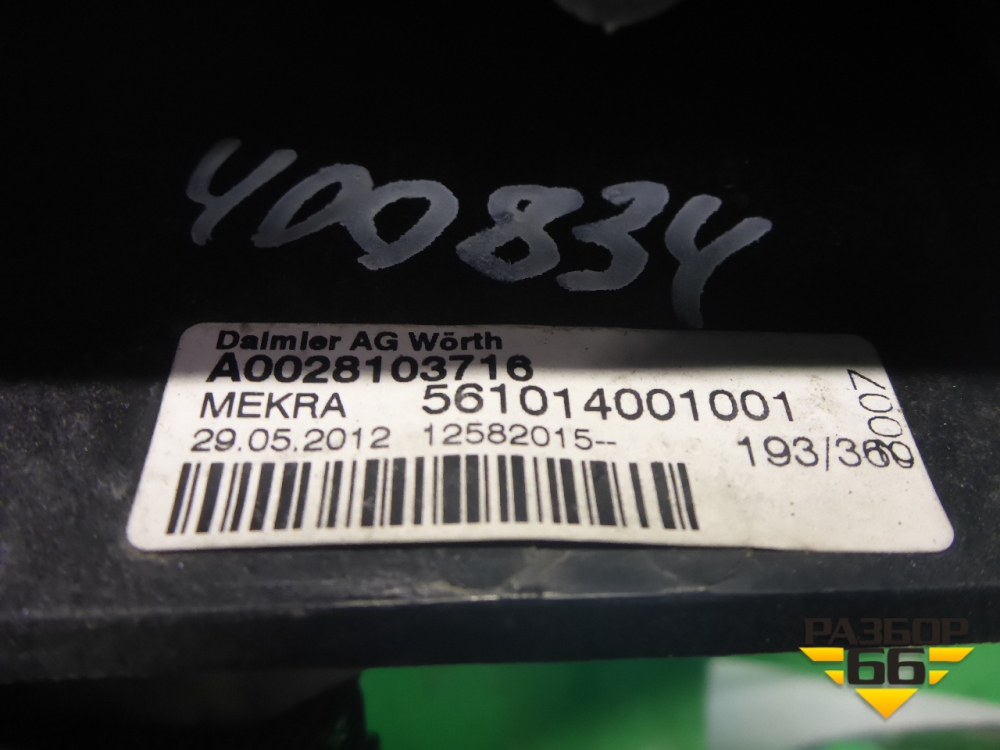 400834
Daimler AG Wörth
A0028103716
MEKRA 561014001001
29.05.2012 12582015--
193/360
РАЗБОР
66